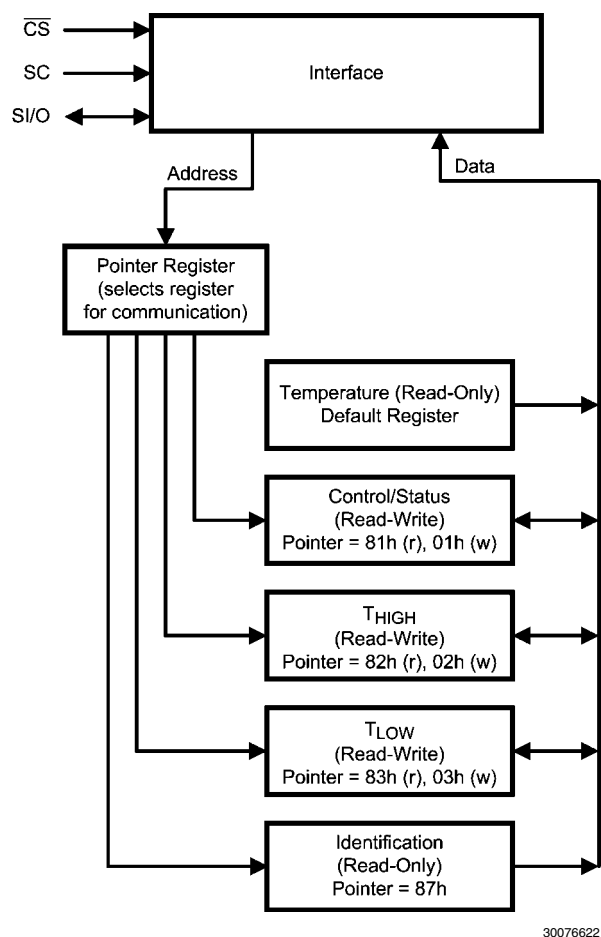 CS
SC
SI/O
Interface
Address
Data
Pointer Register
(selects register
for communication)
Temperature (Read-Only)
Default Register
Control/Status
(Read-Write)
Pointer = 81h (r), 01h (w)
THIGH
(Read-Write)
Pointer = 82h (r), 02h (w)
TLOW
(Read-Write)
Pointer = 83h (r), 03h (w)
Identification
(Read-Only)
Pointer = 87h
30076622